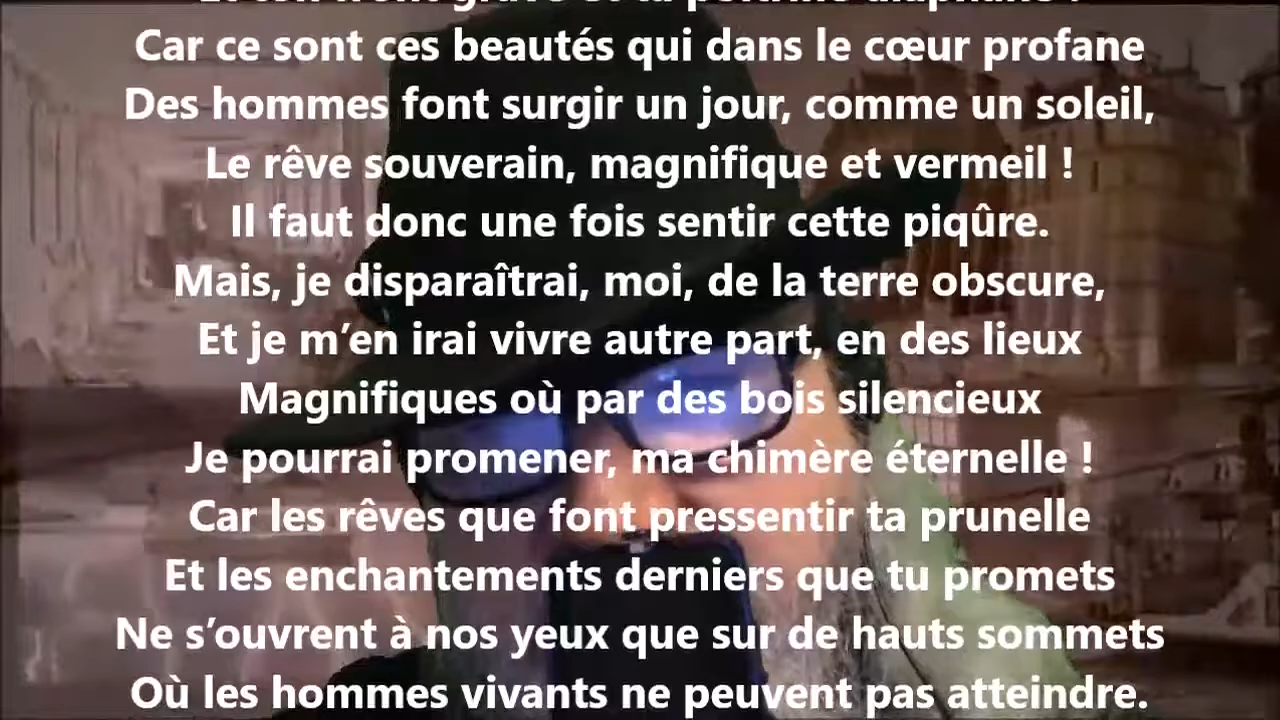 Car ce sont ces beautés qui dans le cœur profane
Des hommes font surgir un jour, comme un soleil,
Le rêve souverain, magnifique et vermeil !
Il faut donc une fois sentir cette piqûre.
Mais, je disparaîtrai, moi, de la terre obscure,
Et je m’en irai vivre autre part, en des lieux
Magnifiques où par des bois silencieux
Je pourrai promener, ma chimère éternelle !
Car les rêves que font pressentir ta prunelle
Et les enchantements derniers que tu promets
Ne s’ouvrent à nos yeux que sur de hauts sommets
Où les hommes vivants ne peuvent pas atteindre.